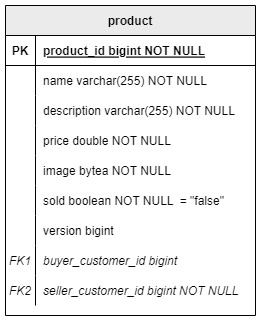 product
PK product_id bigint NOT NULL
name varchar(255) NOT NULL
description varchar(255) NOT NULL
price double NOT NULL
image bytea NOT NULL
sold boolean NOT NULL = "false"
version bigint
FK1 buyer_customer_id bigint
FK2 seller_customer_id bigint NOT NULL